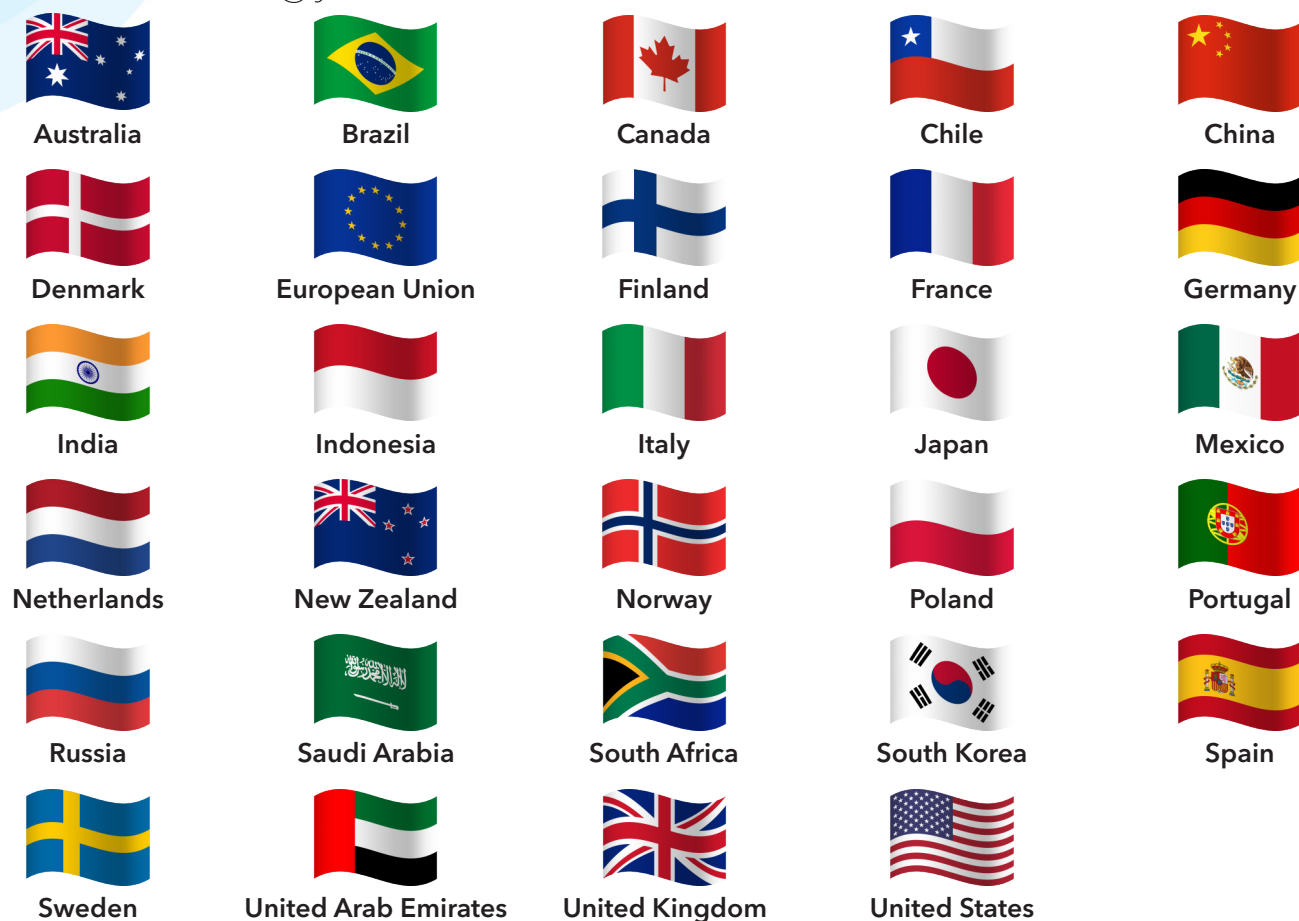 Australia Brazil Canada Chile China
Denmark European Union Finland France Germany
India Indonesia Italy Japan Mexico
Netherlands New Zealand Norway Poland Portugal
Russia Saudi Arabia South Africa South Korea Spain
Sweden United Arab Emirates United Kingdom United States